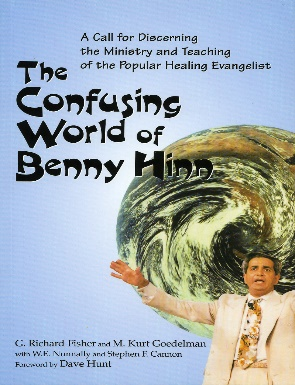 A Call for Discerning
the Ministry and Teaching
of the Popular Healing Evangelist
The
Confusing
World of
Benny Hinn
G. Richard Fisher and M. Kurt Goedelman
with W.E. Nunnally and Stephen F. Cannon
Foreword by Dave Hunt